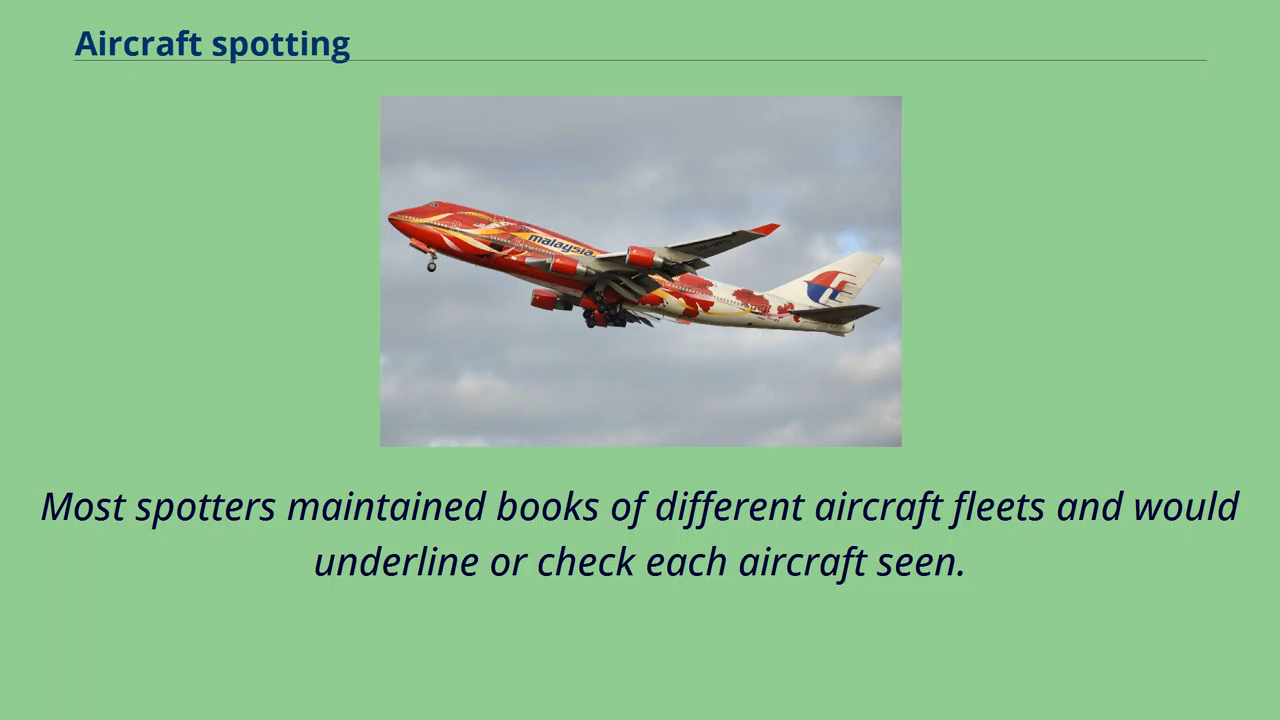 Aircraft spotting
malaysia
Most spotters maintained books of different aircraft fleets and would
underline or check each aircraft seen.